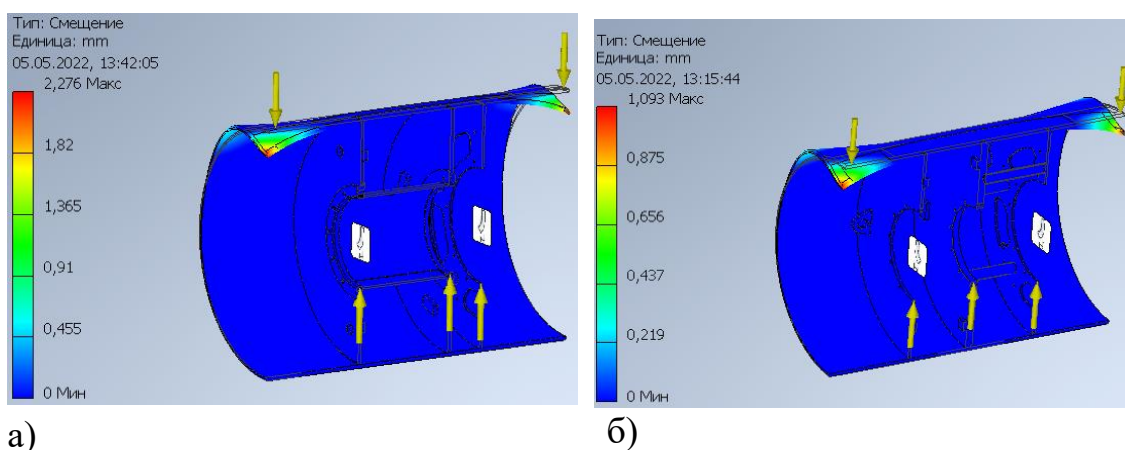 Тип: Смещение
Единица: mm
05.05.2022, 13:42:05
2,276 Макс
1,82
1,365
0,91
0,455
0 Мин
а)
Тип: Смещение
Единица: mm
05.05.2022, 13:15:44
1,093 Макс
0,875
0,656
0,437
0,219
0 Мин
б)